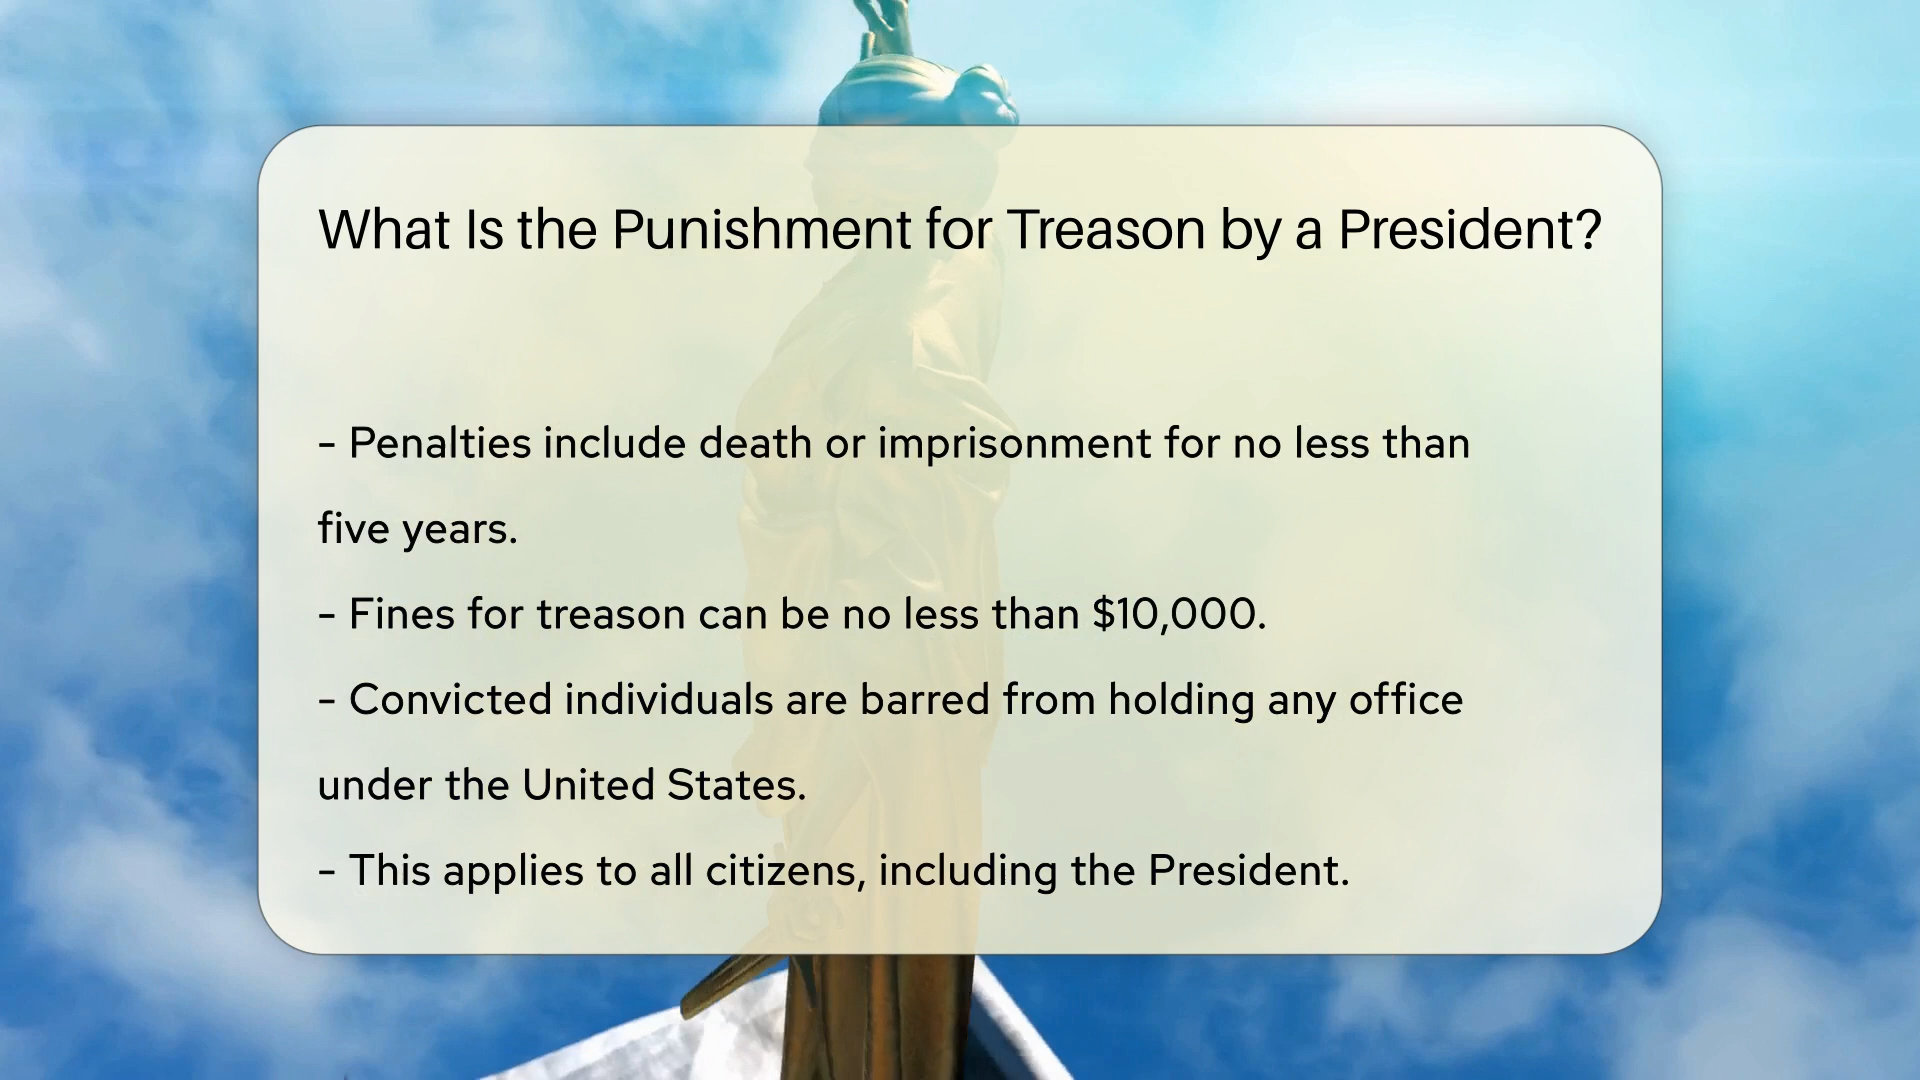 What Is the Punishment for Treason by a President?
- Penalties include death or imprisonment for no less than
five years.
- Fines for treason can be no less than $10,000.
- Convicted individuals are barred from holding any office
under the United States.
- This applies to all citizens, including the President.